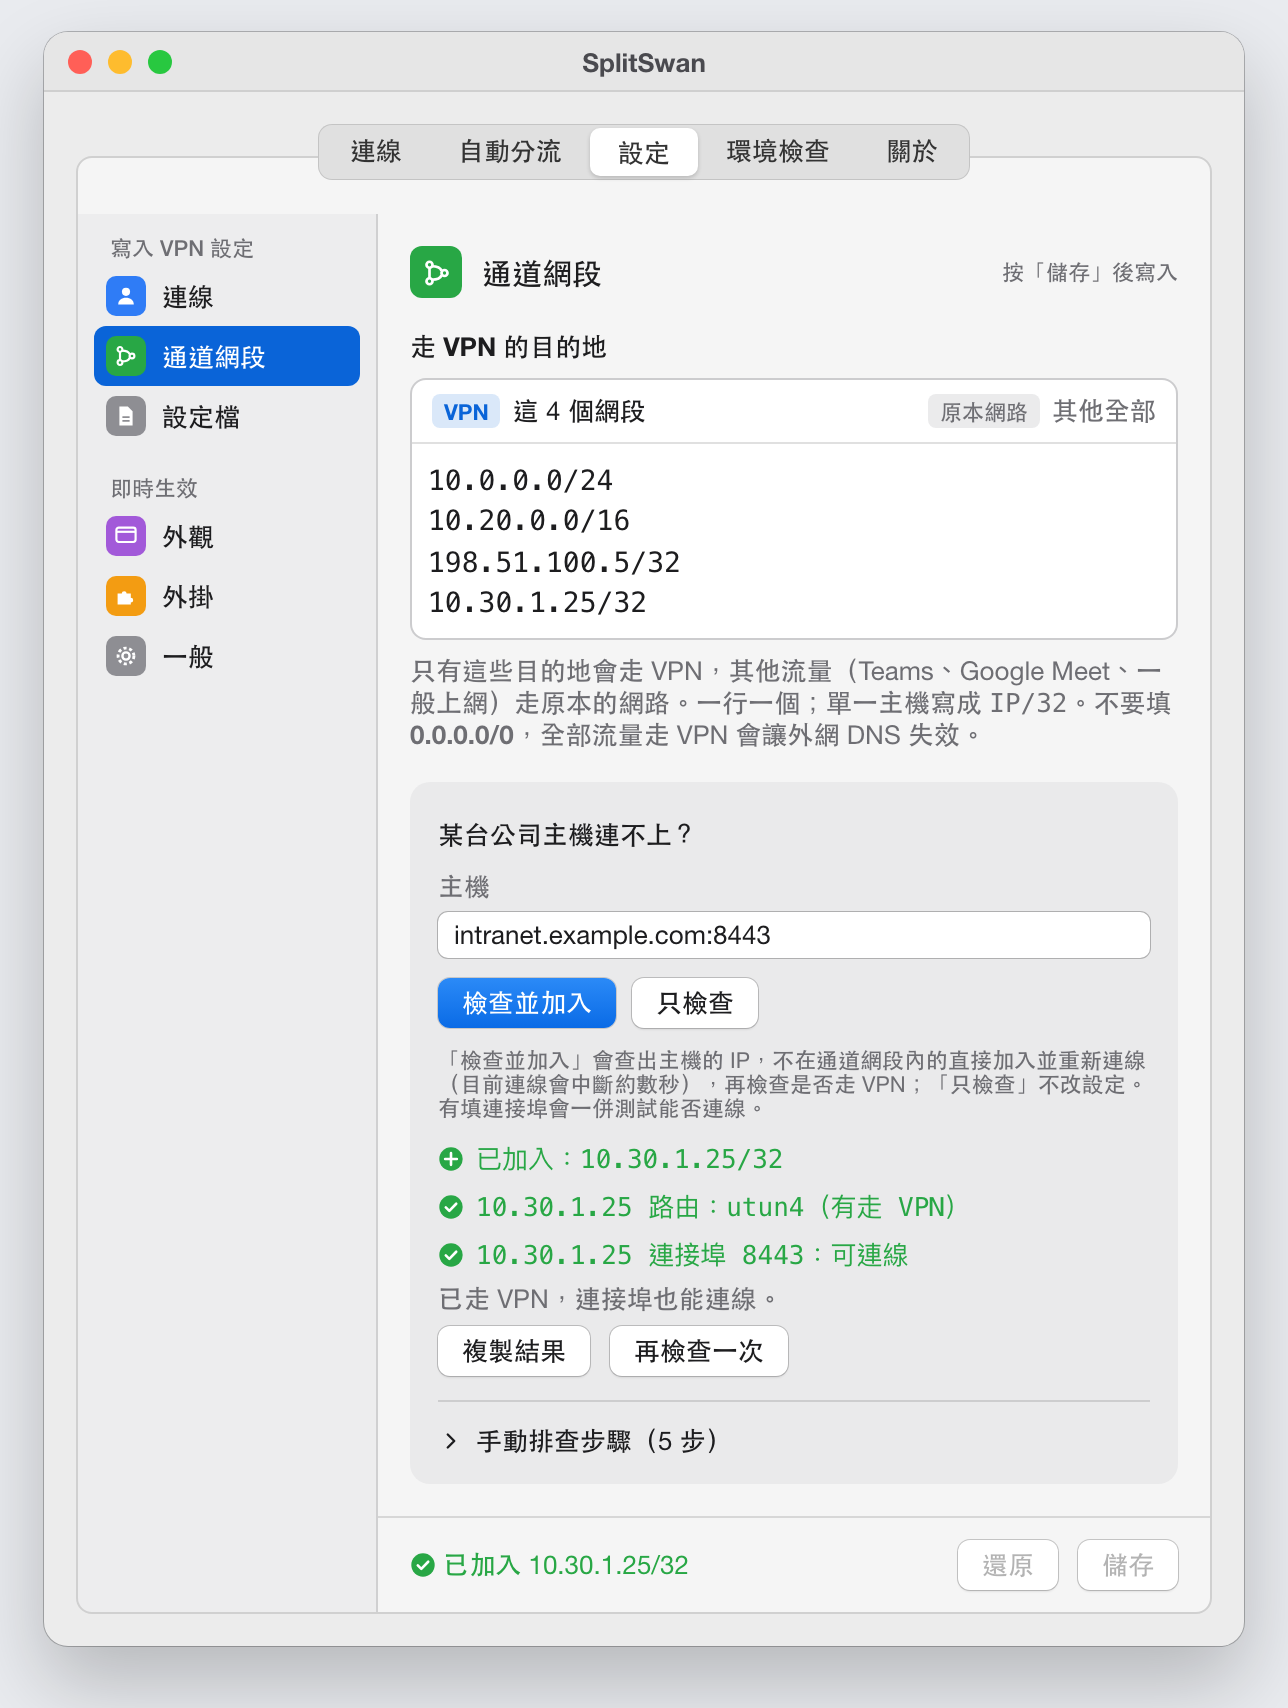 SplitSwan
連線
自動分流
設定
環境檢查
關於
寫入 VPN 設定
連線
通道網段
設定檔
即時生效
外觀
外掛
一般
通道網段
按「儲存」後寫入
走 VPN 的目的地
VPN 這 4 個網段
原本網路 其他全部
10.0.0.0/24
10.20.0.0/16
198.51.100.5/32
10.30.1.25/32
只有這些目的地會走 VPN，其他流量（Teams、Google Meet、一
般上網）走原本的網路。一行一個；單一主機寫成 IP/32。不要填
0.0.0.0/0，全部流量走 VPN 會讓外網 DNS 失效。
某台公司主機連不上？
主機
intranet.example.com:8443
檢查並加入
只檢查
「檢查並加入」會查出主機的 IP，不在通道網段內的直接加入並重新連線
（目前連線會中斷約數秒），再檢查是否走 VPN；「只檢查」不改設定。
有填連接埠會一併測試能否連線。
已加入：10.30.1.25/32
10.30.1.25 路由：utun4（有走 VPN）
10.30.1.25 連接埠 8443：可連線
已走 VPN，連接埠也能連線。
複製結果
再檢查一次
手動排查步驟（5 步）
已加入 10.30.1.25/32
還原
儲存